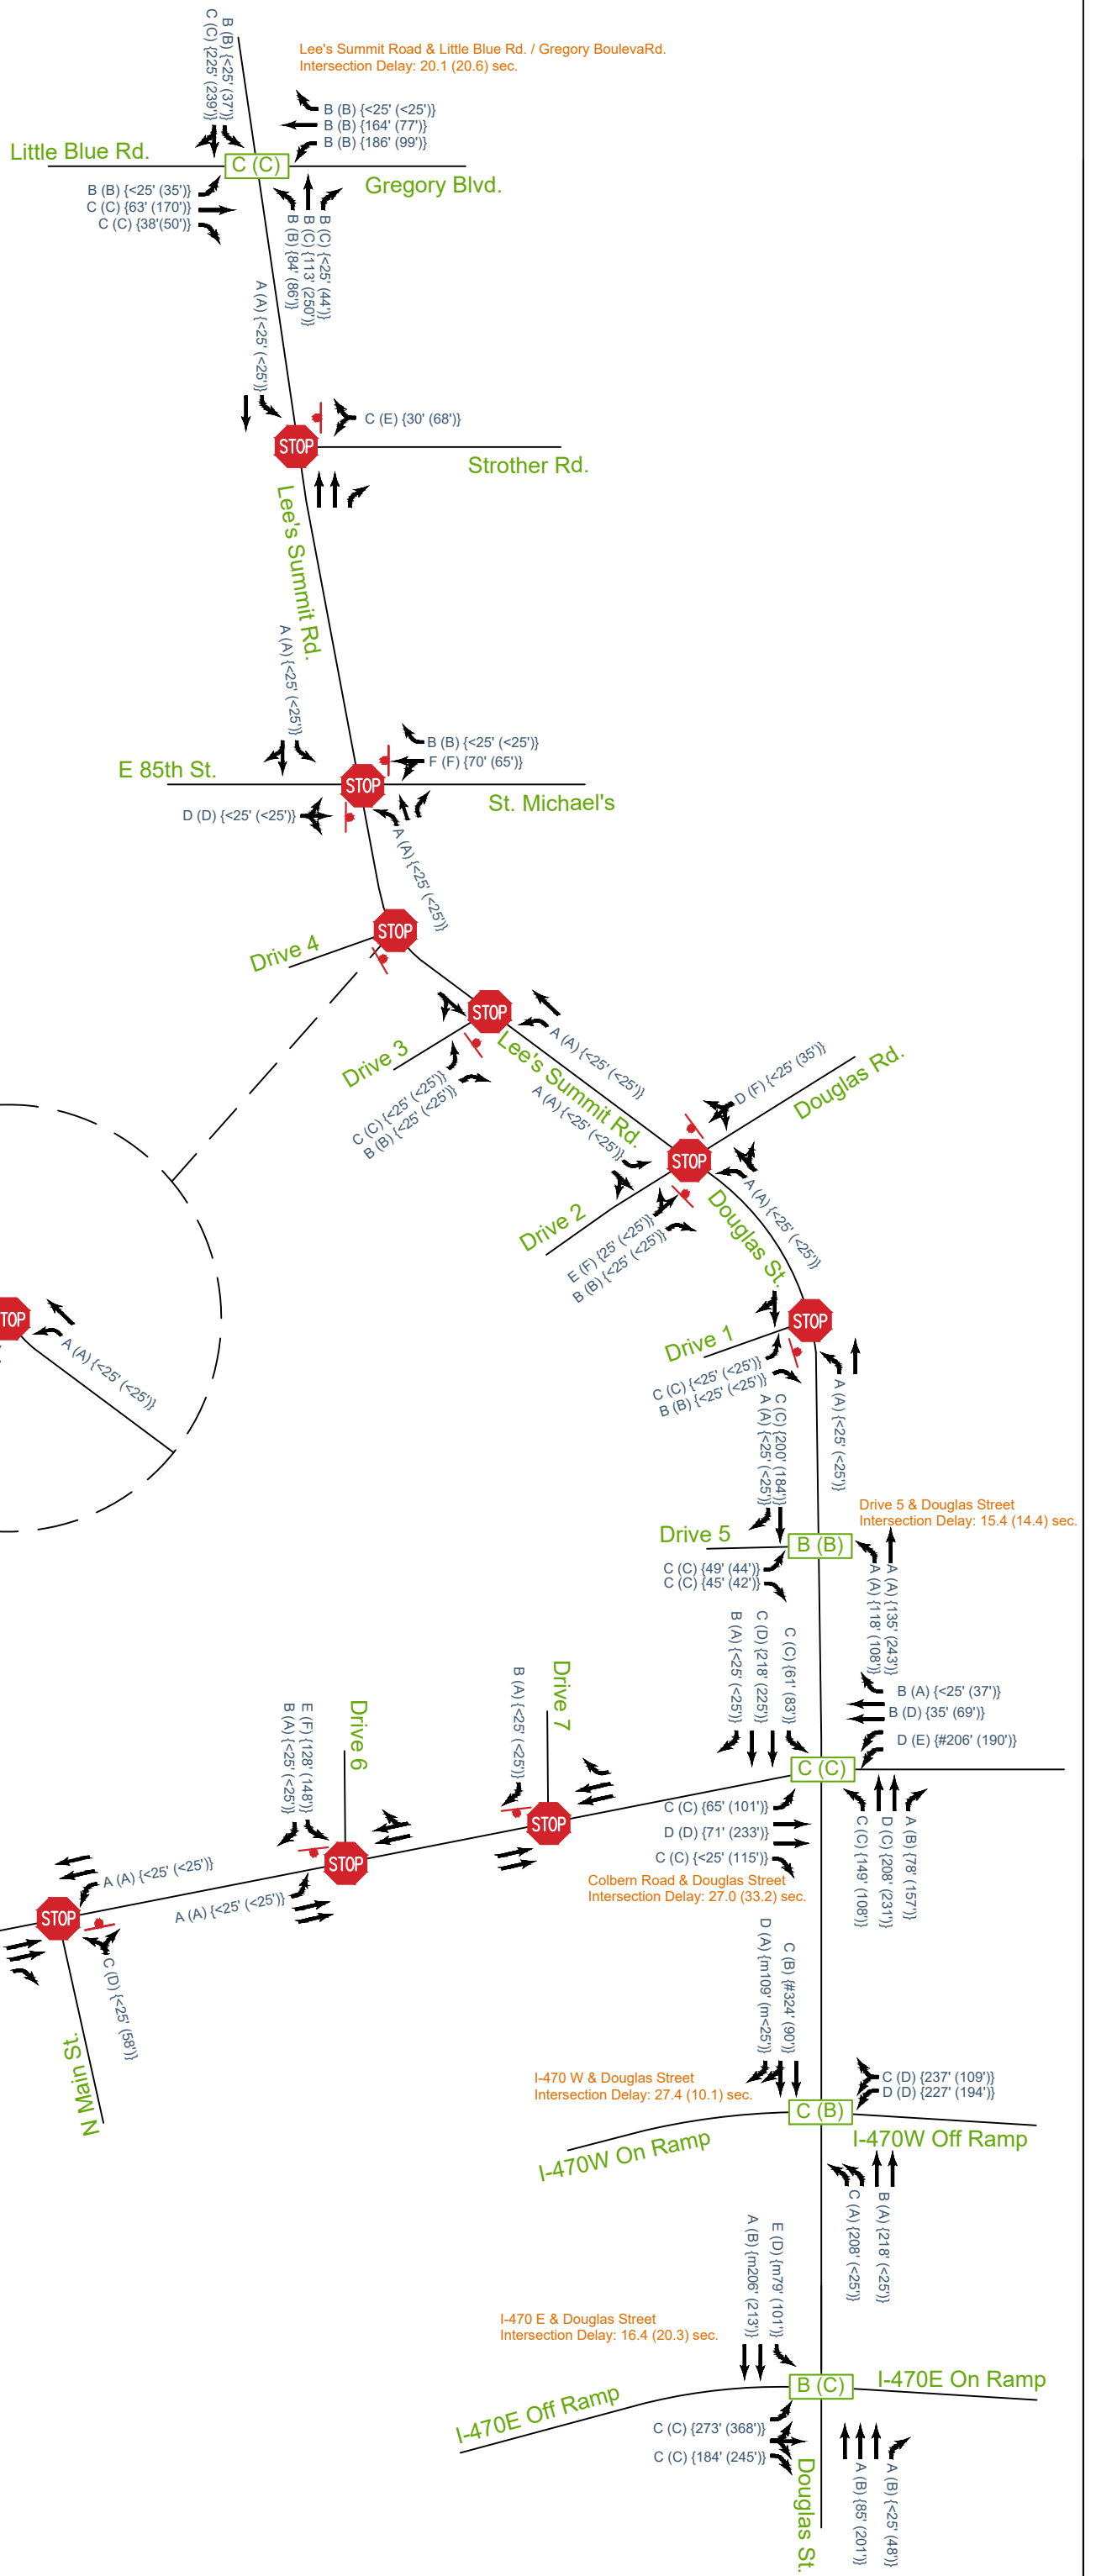 B (B) {<25' (37')}
C (C) {225' (239')}
Lee's Summit Road & Little Blue Rd. / Gregory BoulevaRd.
Intersection Delay: 20.1 (20.6) sec.
B (B) {<25' (<25')}
B (B) {164' (77')}
B (B) {186' (99')}
Little Blue Rd.
C (C)
Gregory Blvd.
B (B) {<25' (35')}
C (C) {63' (170')}
C (C) {38'(50')}
B (C) {<25' (44')}
B (C) {113' (250')}
B (B) {84' (86')}
A (A) {<25' (<25')}
C (E) {30' (68')}
STOP
Strother Rd.
Lee's Summit Rd.
A (A) {<25' (<25')}
B (B) {<25' (<25')}
F (F) {70' (65')}
E 85th St.
STOP
St. Michael's
D (D) {<25' (<25')}
A (A) {<25' (<25')}
STOP
Drive 4
STOP
Drive 3
A (A) {<25' (<25')}
Lee's Summit Rd.
C (C) {<25' (<25')}
B (B) {<25' (<25')}
A (A) {<25' (<25')}
D (F) {<25' (35')}
Douglas Rd.
STOP
Drive 2
A (A) {<25' (<25')}
Douglas St.
E (F) {25' (<25')}
B (B) {<25' (<25')}
TOP
A (A) {<25' (<25')}
STOP
Drive 1
C (C) {<25' (<25')}
B (B) {<25' (<25')}
A (A) {<25' (<25')}
C (C) {200' (184')}
A (A) {<25' (<25')}
Drive 5 & Douglas Street
Intersection Delay: 15.4 (14.4) sec.
Drive 5
B (B)
C (C) {49' (44')}
C (C) {45' (42')}
A (A) {135' (243')}
A (A) {118' (108')}
C (C) {61' (83')}
C (D) {218' (225')}
B (A) {<25' (<25')}
B (A) {<25' (37')}
B (D) {35' (69')}
D (E) {#206' (190')}
Drive 7
B (A) {<25' (<25')}
Drive 6
E (F) {128' (148')}
B (A) {<25' (<25')}
C (C)
C (C) {65' (101')}
D (D) {71' (233')}
C (C) {<25' (115')}
A (B) {78' (157')}
D (C) {208' (231')}
C (C) {149' (108')}
STOP
STOP
Colbern Road & Douglas Street
Intersection Delay: 27.0 (33.2) sec.
A (A) {<25' (<25')}
A (A) {<25' (<25')}
STOP
C (D) {<25' (58')}
N Main St.
C (B) {#324' (90')}
D (A) {m109' (m<25')}
I-470 W & Douglas Street
Intersection Delay: 27.4 (10.1) sec.
C (D) {237' (109')}
D (D) {227' (194')}
C (B)
I-470W On Ramp
I-470W Off Ramp
B (A) {218' (<25')}
C (A) {208' (<25')}
E (D) {m79' (101')}
A (B) {m206' (213')}
I-470 E & Douglas Street
Intersection Delay: 16.4 (20.3) sec.
B (C)
I-470E On Ramp
I-470E Off Ramp
C (C) {273' (368')}
C (C) {184' (245')}
Douglas St.
A (B) {<25' (48')}
A (B) {85' (201')}